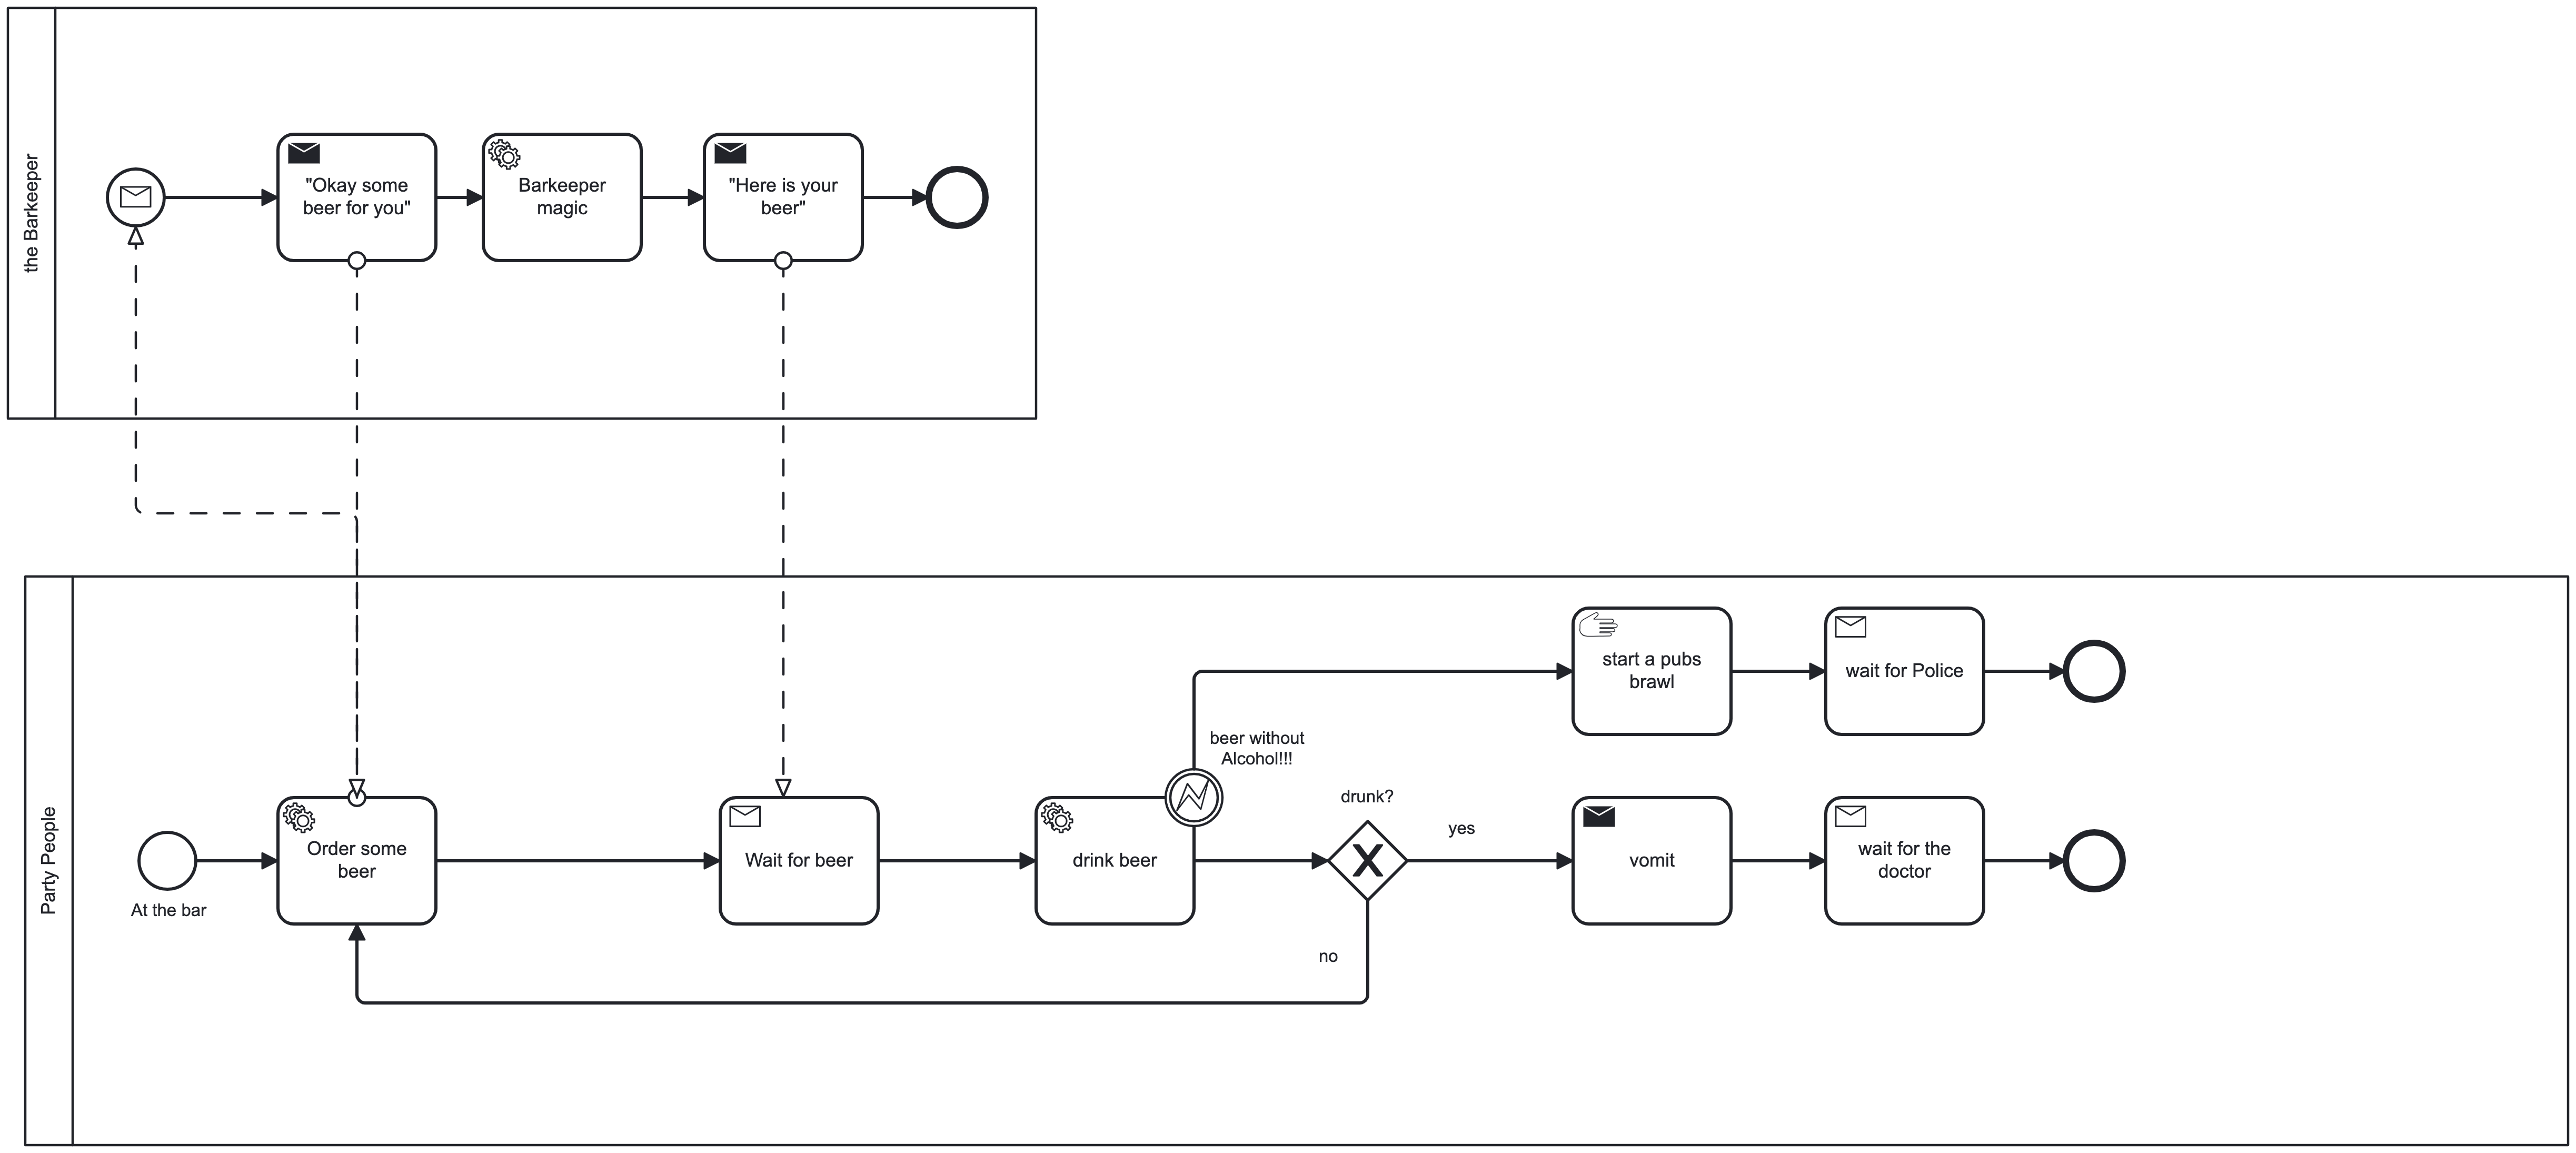 the Barkeeper
"Okay some
beer for you"
Barkeeper
magic
"Here is your
beer"
Party People
At the bar
Order some
beer
Wait for beer
drink beer
beer without
Alcohol!!!
drunk?
yes
no
start a pubs
brawl
wait for Police
vomit
wait for the
doctor